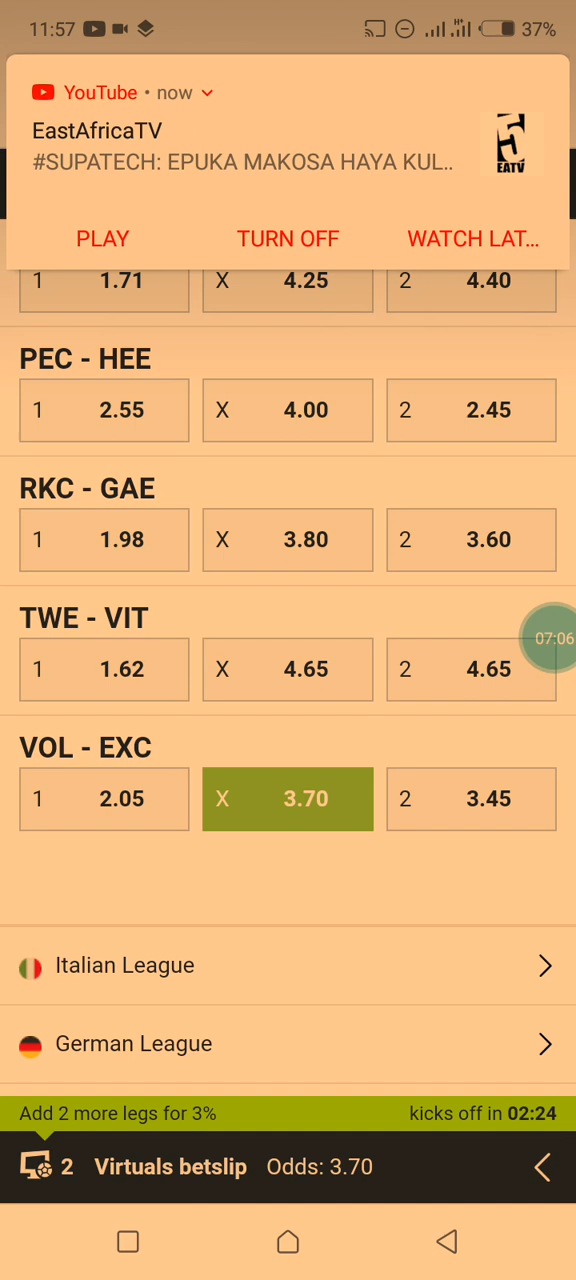 11:57 37%
YouTube • now
EastAfricaTV
#SUPATECH: EPUKA MAKOSA HAYA KUL..
EATV
PLAY TURN OFF WATCH LAT...
1 1.71 X 4.25 2 4.40
PEC - HEE
1 2.55 X 4.00 2 2.45
RKC - GAE
1 1.98 X 3.80 2 3.60
TWE - VIT
07:06
1 1.62 X 4.65 2 4.65
VOL - EXC
1 2.05 X 3.70 2 3.45
Italian League
German League
Add 2 more legs for 3% kicks off in 02:24
2 Virtuals betslip Odds: 3.70